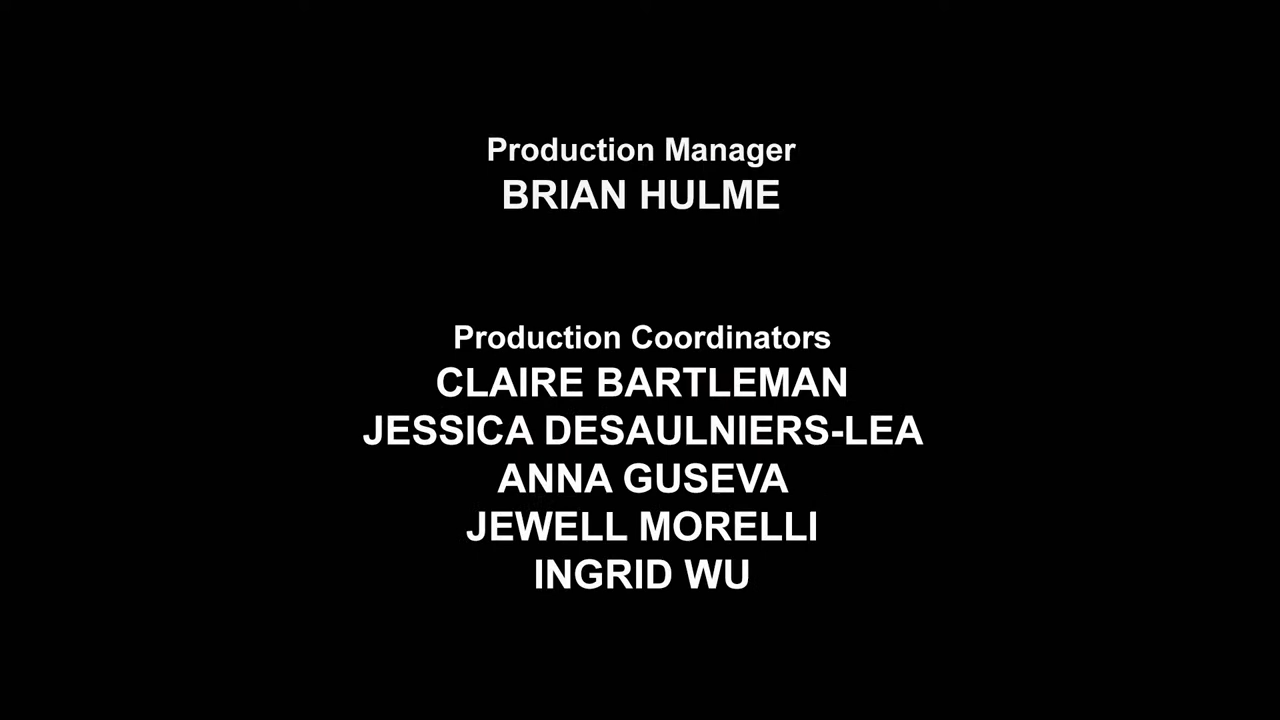 Production Manager
BRIAN HULME
Production Coordinators
CLAIRE BARTLEMAN
JESSICA DESAULNIERS-LEA
ANNA GUSEVA
JEWELL MORELLI
INGRID WU